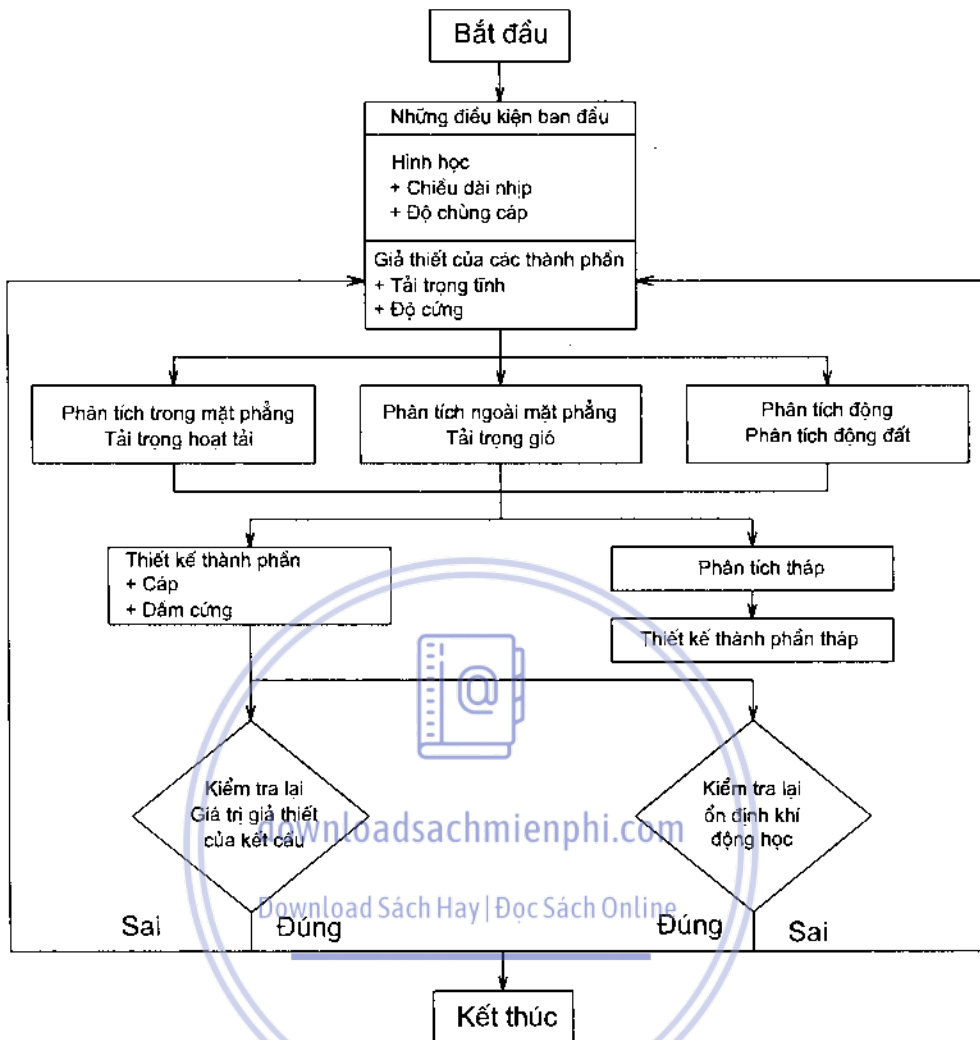 Bắt đầu
Những điều kiện ban đầu
Hình học
+ Chiều dài nhịp
+ Độ chùng cáp
Giả thiết của các thành phần
+ Tải trọng tĩnh
+ Độ cứng
Phân tích trong mặt phẳng
Tải trọng hoạt tải
Phân tích ngoài mặt phẳng
Tải trọng gió
Phân tích động
Phân tích động đất
Thiết kế thành phần
+ Cáp
+ Dầm cứng
Phân tích tháp
Thiết kế thành phần tháp
@
Kiểm tra lại
Giá trị giả thiết
của kết cấu
Kiểm tra lại
ổn định khí
động học
downloadsachmienphi.com
Download Sách Hay | Đọc Sách Online
Sai
Đúng
Đúng
Sai
Kết thúc